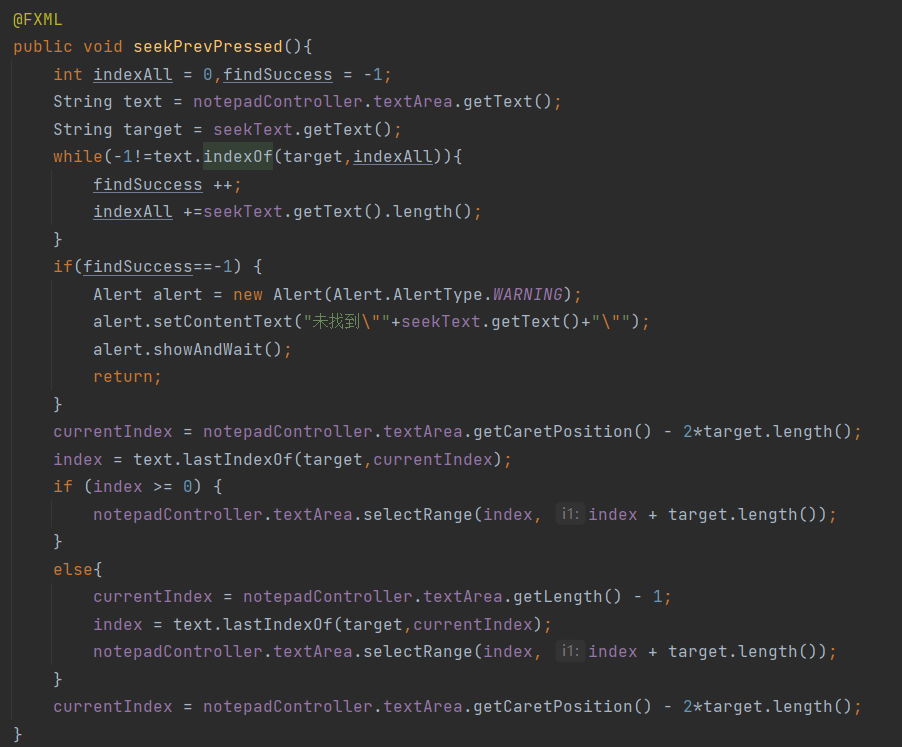 @FXML
public void seekPrevPressed(){
    int indexAll = 0,findSuccess = -1;
    String text = notepadController.textArea.getText();
    String target = seekText.getText();
    while(-1!=text.indexOf(target,indexAll)){
        findSuccess ++;
        indexAll +=seekText.getText().length();
    }
    if(findSuccess==-1) {
        Alert alert = new Alert(Alert.AlertType.WARNING);
        alert.setContentText("未找到\""+seekText.getText()+"\"");
        alert.showAndWait();
        return;
    }
    currentIndex = notepadController.textArea.getCaretPosition() - 2*target.length();
    index = text.lastIndexOf(target,currentIndex);
    if (index >= 0) {
        notepadController.textArea.selectRange(index, i1: index + target.length());
    }
    else{
        currentIndex = notepadController.textArea.getLength() - 1;
        index = text.lastIndexOf(target,currentIndex);
        notepadController.textArea.selectRange(index, i1: index + target.length());
    }
    currentIndex = notepadController.textArea.getCaretPosition() - 2*target.length();
}